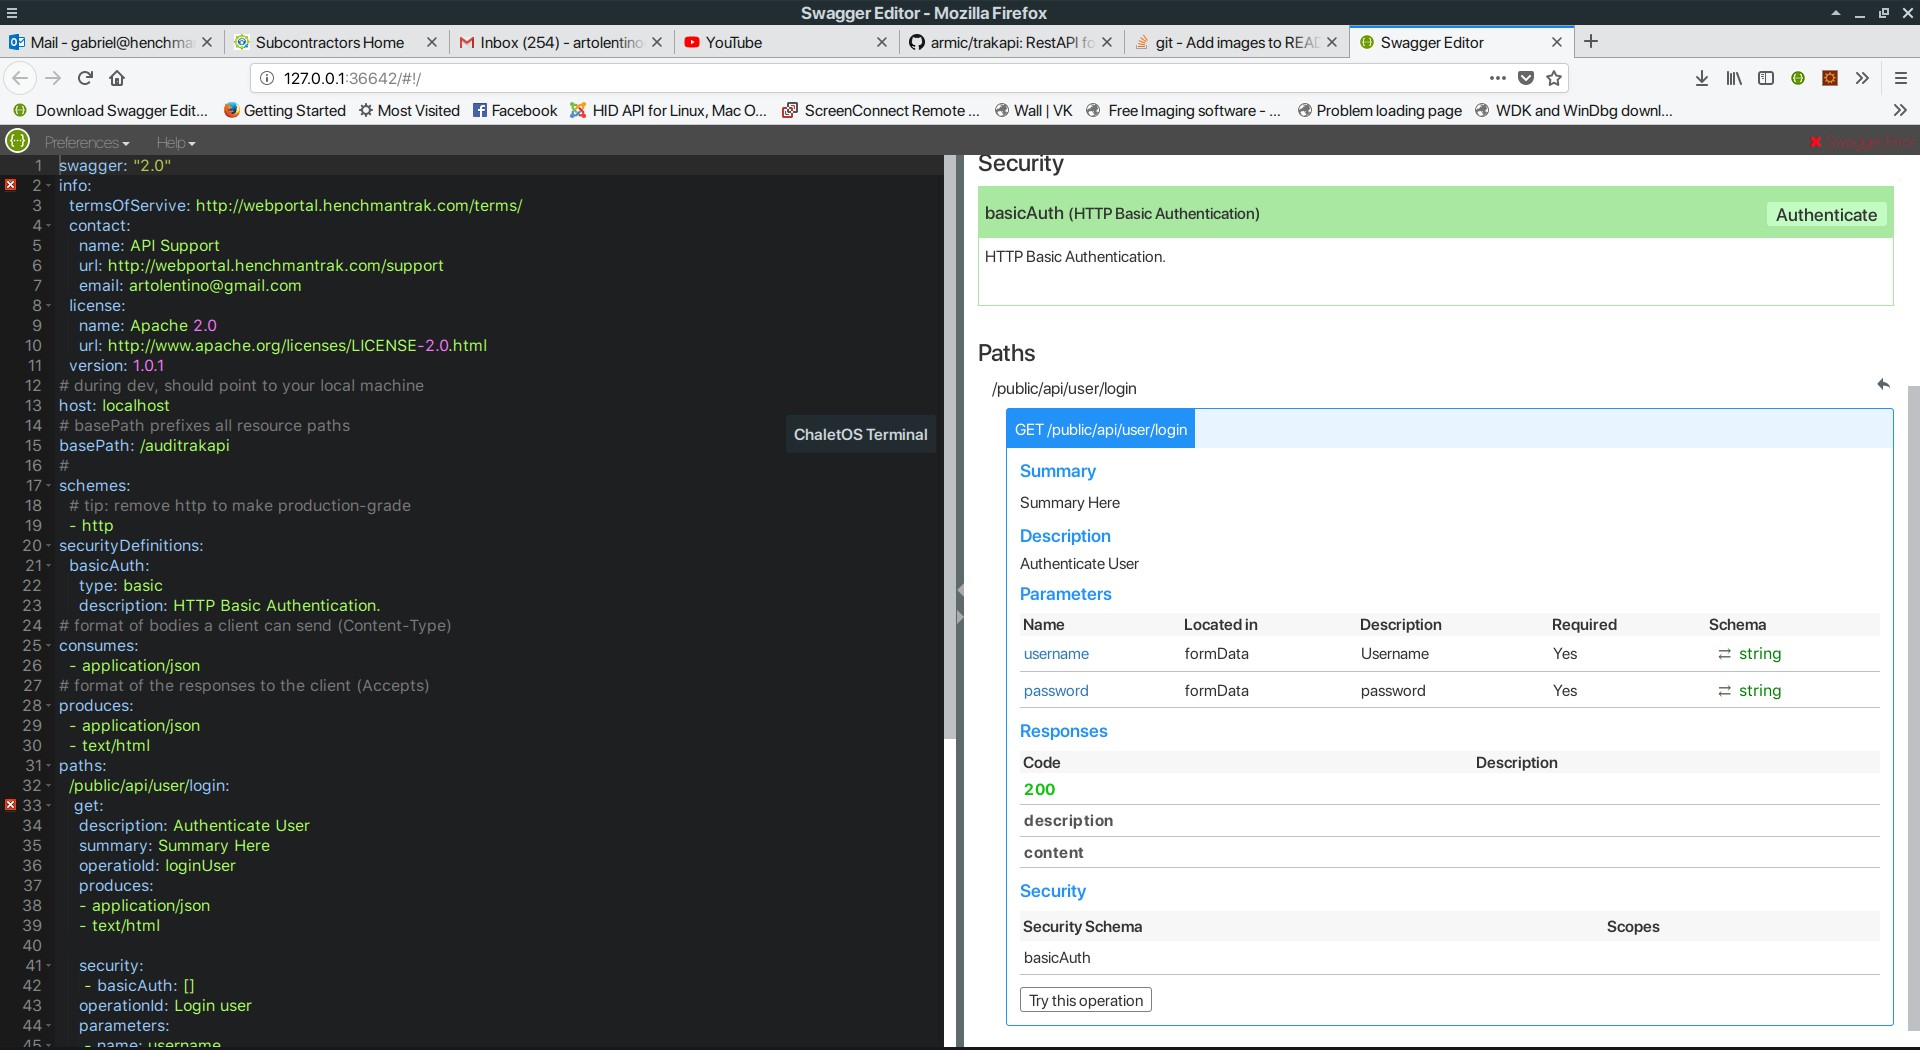 Swagger Editor - Mozilla Firefox
Mail - gabriel@henchma
Subcontractors Home
Inbox (254) - artolentino
YouTube
armic/trakapi: RestAPI fo
git - Add images to READ
Swagger Editor
127.0.0.1:36642/#!/
Download Swagger Edit...
Getting Started
Most Visited
Facebook
HID API for Linux, Mac O...
ScreenConnect Remote ...
Wall | VK
Free Imaging software - ...
Problem loading page
WDK and WinDbg downl...
Preferences
Help
1 swagger: "2.0"
2 info:
3 termsOfServive: http://webportal.henchmantrak.com/terms/
4 contact:
5 name: API Support
6 url: http://webportal.henchmantrak.com/support
7 email: artolentino@gmail.com
8 license:
9 name: Apache 2.0
10 url: http://www.apache.org/licenses/LICENSE-2.0.html
11 version: 1.0.1
12 # during dev, should point to your local machine
13 host: localhost
14 # basePath prefixes all resource paths
15 basePath: /auditrakapi
16 #
17 schemes:
18 # tip: remove http to make production-grade
19 - http
20 securityDefinitions:
21 basicAuth:
22 type: basic
23 description: HTTP Basic Authentication.
24 # format of bodies a client can send (Content-Type)
25 consumes:
26 - application/json
27 # format of the responses to the client (Accepts)
28 produces:
29 - application/json
30 - text/html
31 paths:
32 /public/api/user/login:
33 get:
34 description: Authenticate User
35 summary: Summary Here
36 operatioId: loginUser
37 produces:
38 - application/json
39 - text/html
40
41 security:
42 - basicAuth: []
43 operationId: Login user
44 parameters:
45 - name: username
ChaletOS Terminal
Security
basicAuth (HTTP Basic Authentication)
Authenticate
HTTP Basic Authentication.
Paths
/public/api/user/login
GET /public/api/user/login
Summary
Summary Here
Description
Authenticate User
Parameters
Name Located in Description Required Schema
username formData Username Yes string
password formData password Yes string
Responses
Code Description
200
description
content
Security
Security Schema Scopes
basicAuth
Try this operation